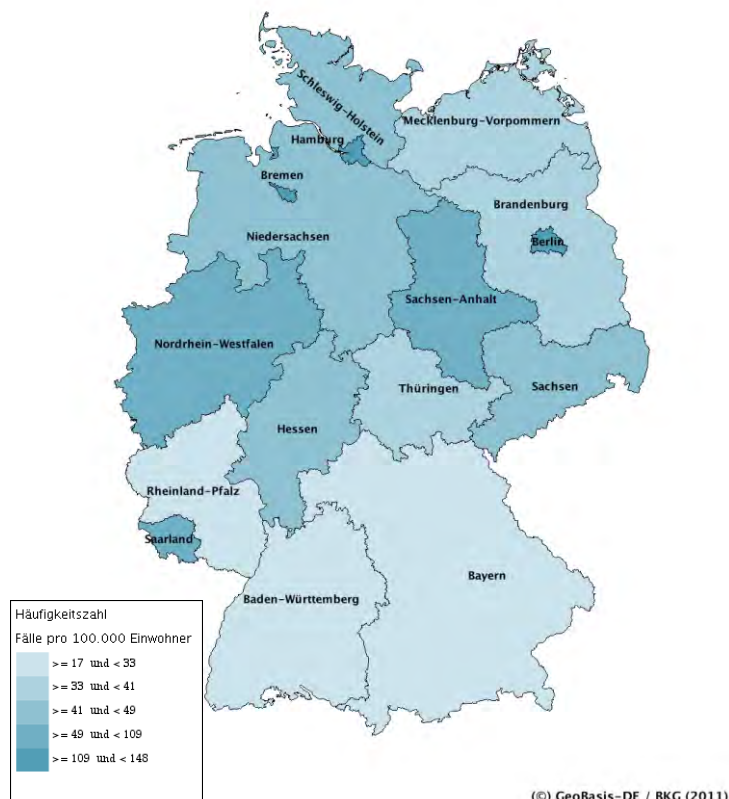 Schleswig-Holstein
Mecklenburg-Vorpommern
Hamburg
Bremen
Brandenburg
Niedersachsen
Berlin
Sachsen-Anhalt
Nordrhein-Westfalen
Thüringen
Sachsen
Hessen
Rheinland-Pfalz
Saarland
Bayern
Baden-Württemberg
Häufigkeitszahl
Fälle pro 100.000 Einwohner
>= 17 und < 33
>= 33 und < 41
>= 41 und < 49
>= 49 und < 109
>= 109 und < 148
(©) GeoBasis-DE / BKG (2011)